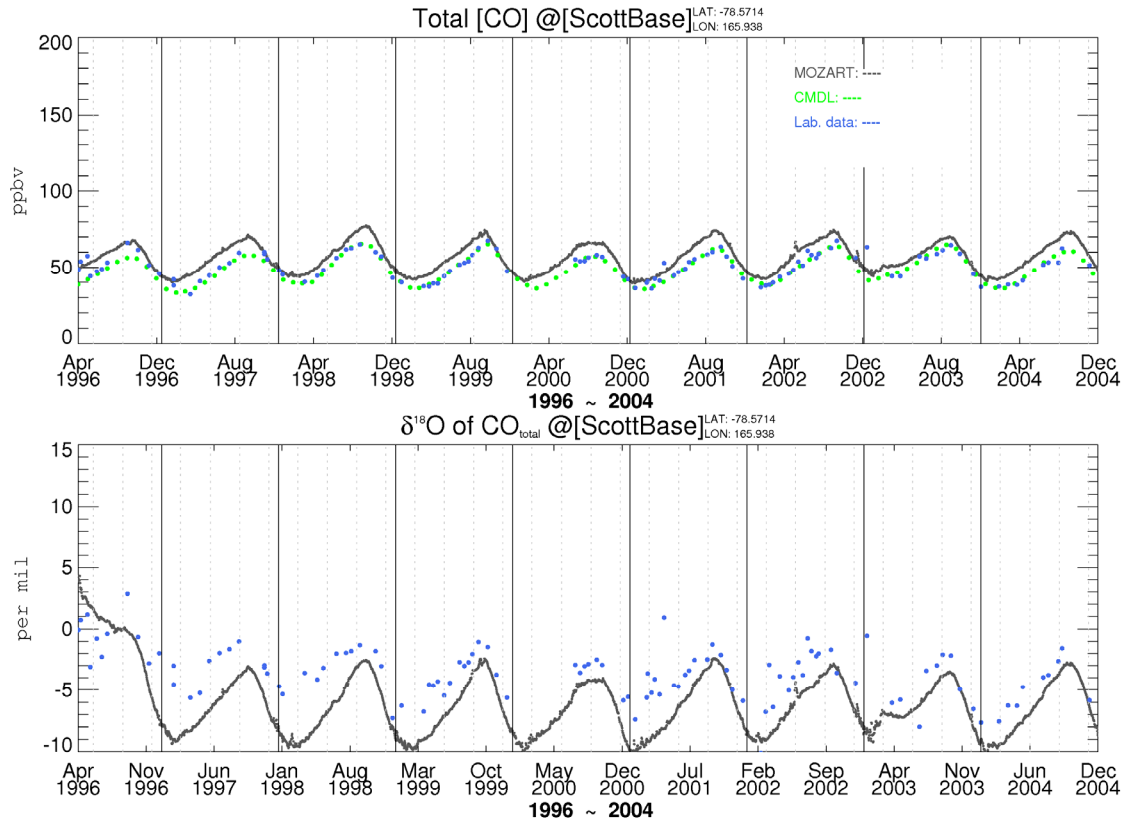 Total [CO] @[ScottBase] LAT: -78.5714 LON: 165.938
200
150
100
50
0
ppbv
MOZART: ----
CMDL: ----
Lab. data: ----
Apr Dec Aug Apr Dec Aug Apr Dec Aug Apr Dec Aug Apr Dec
1996 1996 1997 1998 1998 1999 2000 2000 2001 2002 2002 2003 2004 2004
1996 ~ 2004
δ¹⁸O of CO_total @[ScottBase] LAT: -78.5714 LON: 165.938
15
10
5
0
-5
-10
per mil
Apr Nov Jun Jan Aug Mar Oct May Dec Jul Feb Sep Apr Nov Jun Dec
1996 1996 1997 1998 1998 1999 1999 2000 2000 2001 2002 2002 2003 2003 2004 2004
1996 ~ 2004